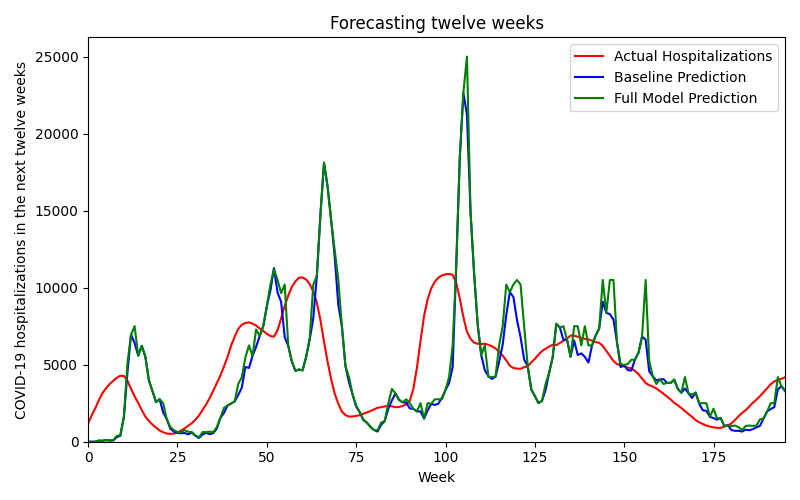 Forecasting twelve weeks
COVID-19 hospitalizations in the next twelve weeks
25000
20000
15000
10000
5000
0
Actual Hospitalizations
Baseline Prediction
Full Model Prediction
0 25 50 75 100 125 150 175
Week